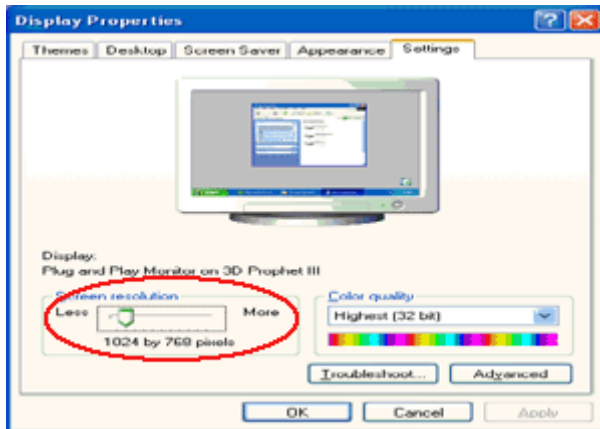 Display Properties
Themes Desktop Screen Saver Appearance Settings
Display:
Plug and Play Monitor on 3D Prophet III
Screen resolution
Less More
1024 by 768 pixels
Color quality
Highest (32 bit)
Troubleshoot... Advanced
OK Cancel Apply